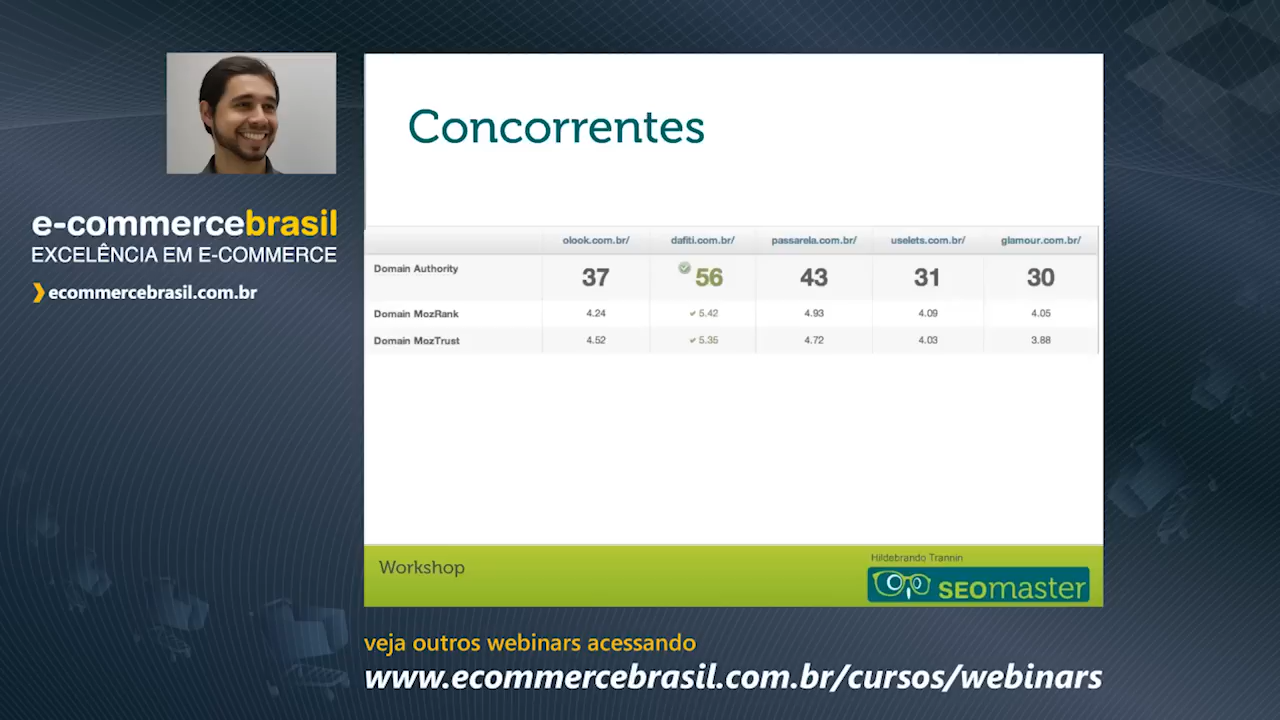 e-commercebrasil
EXCELÊNCIA EM E-COMMERCE
ecommercebrasil.com.br
Concorrentes
olook.com.br/ dafiti.com.br/ passarela.com.br/ uselets.com.br/ glamour.com.br/
Domain Authority 37 56 43 31 30
Domain MozRank 4.24 5.42 4.93 4.09 4.05
Domain MozTrust 4.52 5.35 4.72 4.03 3.88
Workshop
Hildebrando Trannin
SEOmaster
veja outros webinars acessando
www.ecommercebrasil.com.br/cursos/webinars